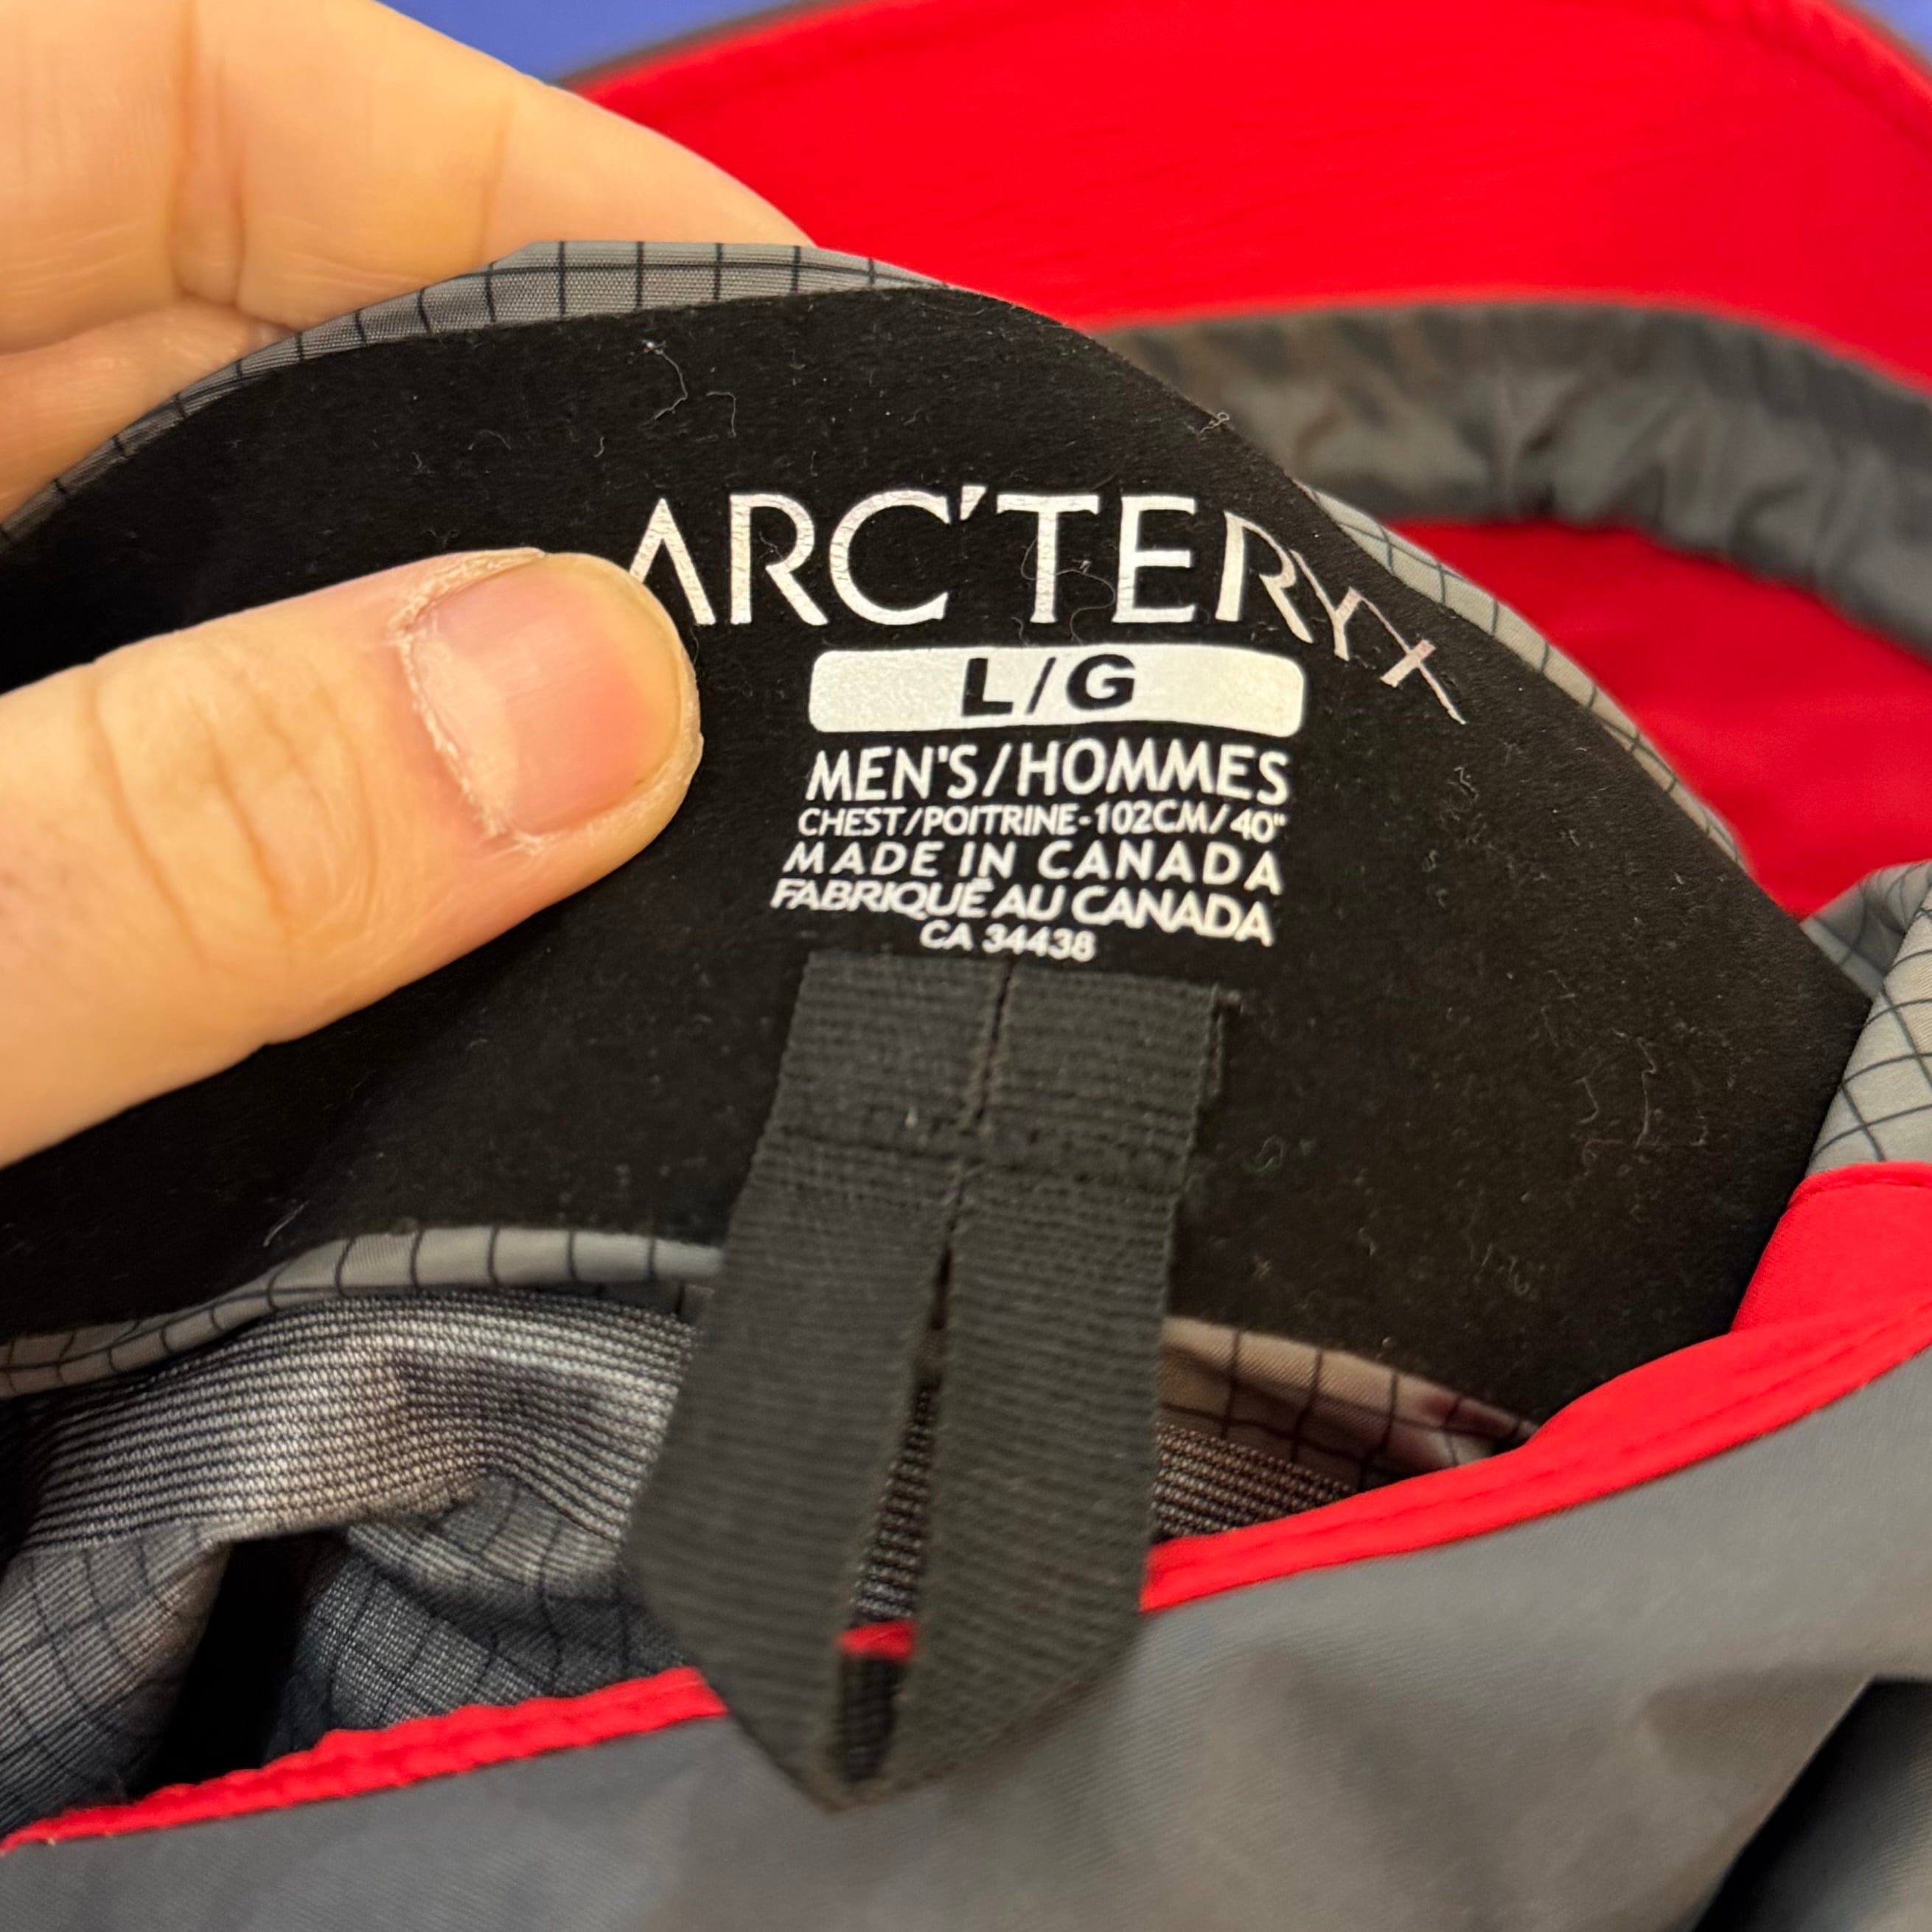 ARC'TERYX
L/G
MEN'S/HOMMES
CHEST/POITRINE-102CM/40"
MADE IN CANADA
FABRIQUÉ AU CANADA
CA 34438